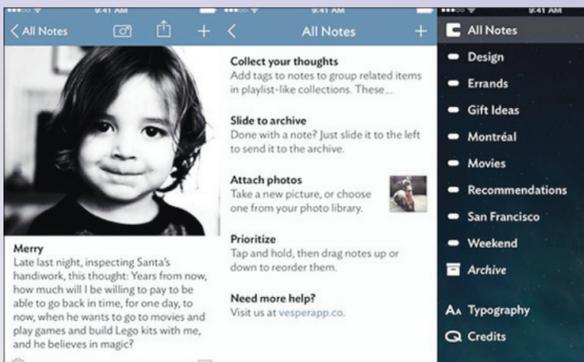 9:41 AM
All Notes
Merry
Late last night, inspecting Santa's
handiwork, this thought: Years from now,
how much will I be willing to pay to be
able to go back in time, for one day, to
now, when he wants to go to movies and
play games and build Lego kits with me,
and he believes in magic?
9:41 AM
All Notes
Collect your thoughts
Add tags to notes to group related items
in playlist-like collections. These...
Slide to archive
Done with a note? Just slide it to the left
to send it to the archive.
Attach photos
Take a new picture, or choose
one from your photo library.
Prioritize
Tap and hold, then drag notes up or
down to reorder them.
Need more help?
Visit us at vesperapp.co.
9:41 AM
All Notes
Design
Errands
Gift Ideas
Montréal
Movies
Recommendations
San Francisco
Weekend
Archive
AA Typography
Credits